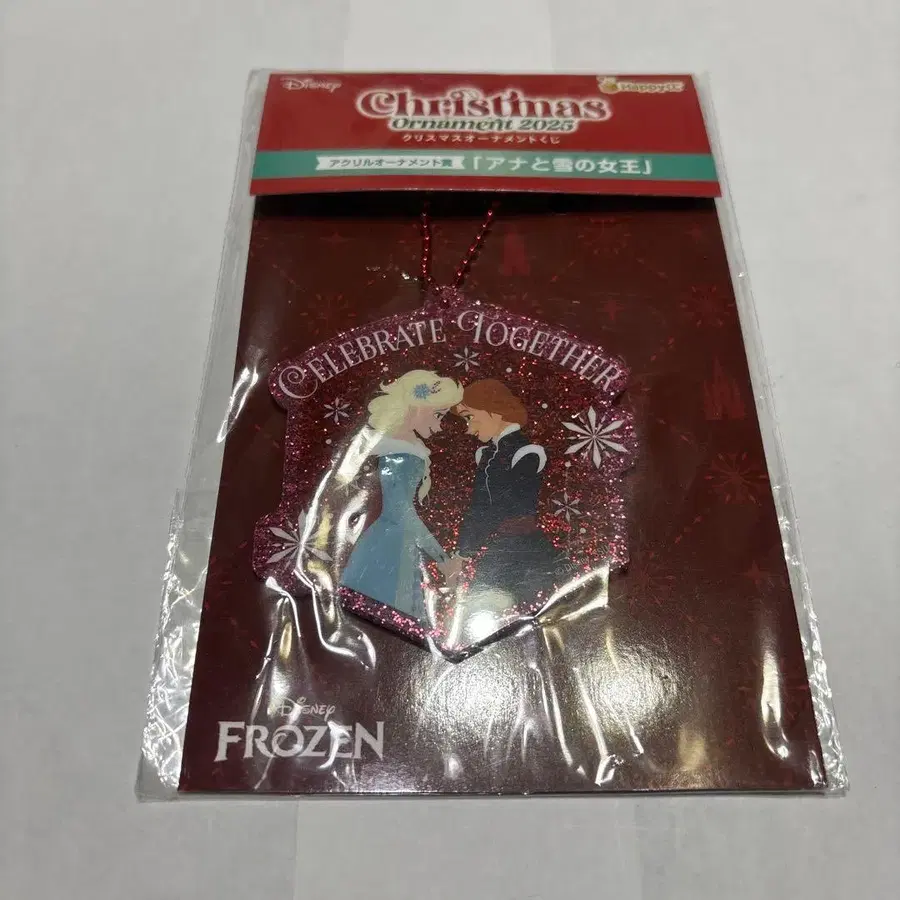 Disney
Happyくじ
Christmas
Ornament 2025
クリスマスオーナメントくじ
アクリルオーナメント賞
「アナと雪の女王」
CELEBRATE TOGETHER
Disney
FROZEN